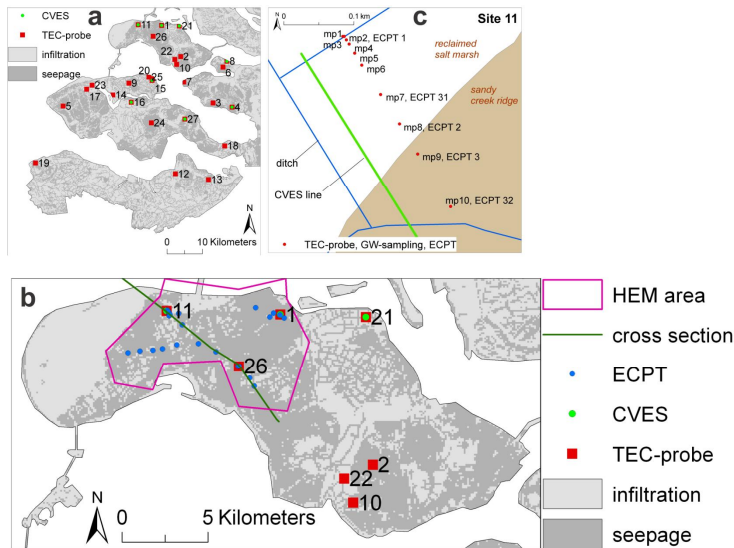 a
CVES
TEC-probe
infiltration
seepage
11
1
21
26
22
2
10
8
6
20
25
15
7
23
9
17
14
16
5
3
4
24
27
18
19
12
13
N
0 10 Kilometers
c
0 0.1 km
Site 11
mp1
mp2, ECPT 1
mp3
mp4
mp5
mp6
reclaimed
salt marsh
sandy
creek ridge
mp7, ECPT 31
mp8, ECPT 2
mp9, ECPT 3
mp10, ECPT 32
ditch
CVES line
N
TEC-probe, GW-sampling, ECPT
b
11
1
21
26
2
22
10
N
0 5 Kilometers
HEM area
cross section
ECPT
CVES
TEC-probe
infiltration
seepage